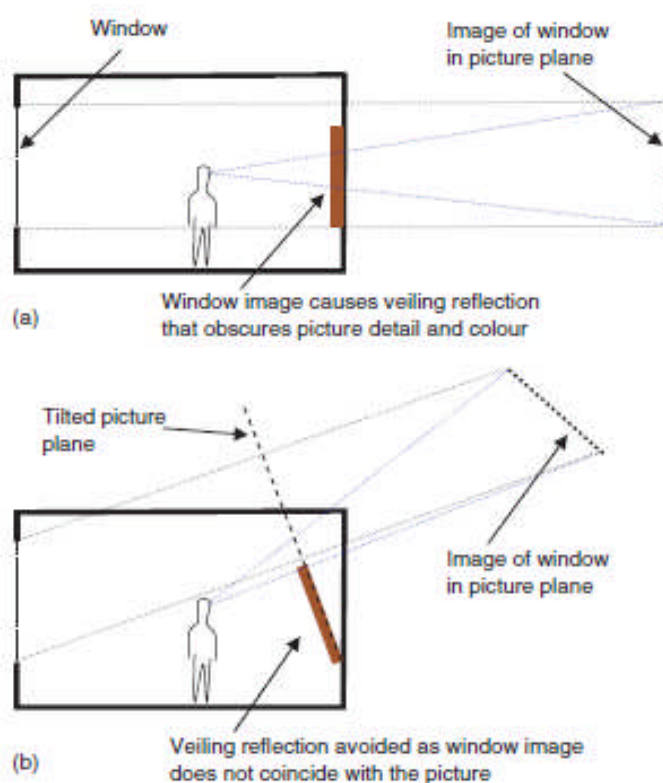 Window
Image of window
in picture plane
Window image causes veiling reflection
that obscures picture detail and colour
(a)
Tilted picture
plane
Image of window
in picture plane
Veiling reflection avoided as window image
does not coincide with the picture
(b)